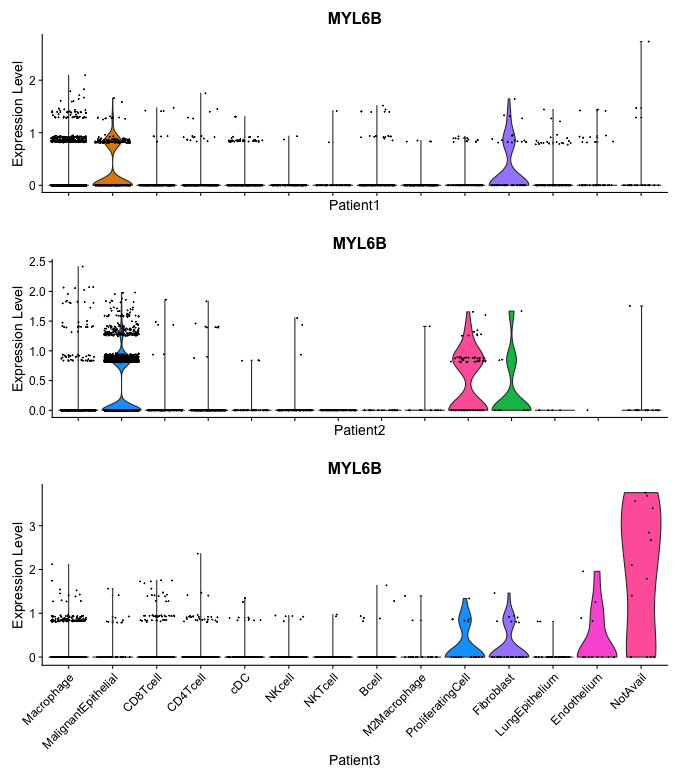 MYL6B
Expression Level
2
1
0
Patient1
MYL6B
Expression Level
2.5
2.0
1.5
1.0
0.5
0.0
Patient2
MYL6B
Expression Level
3
2
1
0
Macrophage
MalignantEpithelial
CD8Tcell
CD4Tcell
cDC
NKcell
NKTcell
Bcell
M2Macrophage
ProliferatingCell
Fibroblast
LungEpithelium
Endothelium
NotAvail
Patient3